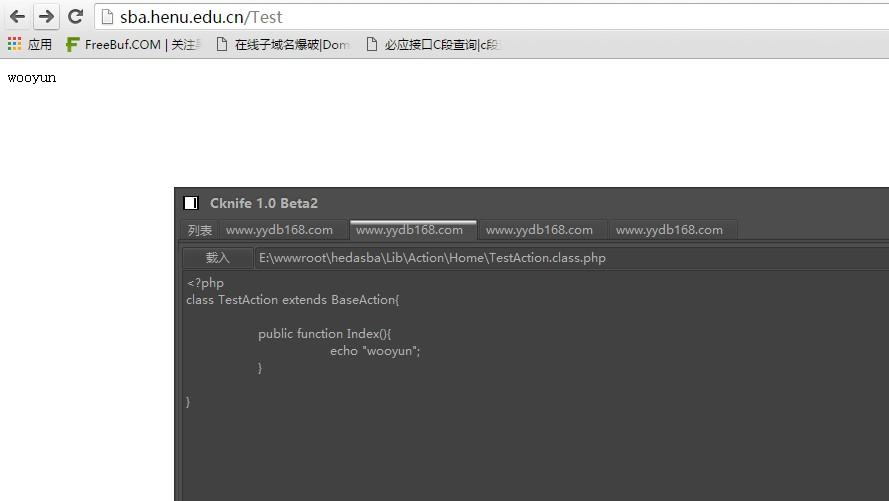 sba.henu.edu.cn/Test
应用 FreeBuf.COM | 关注 在线子域名爆破|Dom 必应接口C段查询|c段
wooyun
Cknife 1.0 Beta2
列表 www.yydb168.com www.yydb168.com www.yydb168.com www.yydb168.com
载入 E:\wwwroot\hedasba\Lib\Action\Home\TestAction.class.php
<?php
class TestAction extends BaseAction{
public function Index(){
echo "wooyun";
}
}